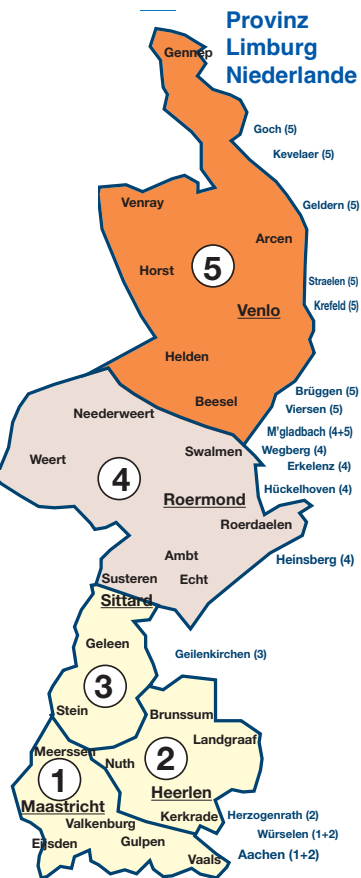 Provinz
Limburg
Niederlande
Gennep
Goch (5)
Kevelaer (5)
Venray
Geldern (5)
Arcen
Horst
5
Straelen (5)
Venlo
Krefeld (5)
Helden
Brüggen (5)
Beesel
Viersen (5)
Neederweert
M'gladbach (4+5)
Swalmen
Wegberg (4)
Weert
Erkelenz (4)
4
Hückelhoven (4)
Roermond
Roerdaelen
Ambt
Heinsberg (4)
Susteren
Echt
Sittard
Geleen
Geilenkirchen (3)
3
Stein
Brunssum
Landgraaf
Meerssen
2
Nuth
1
Heerlen
Maastricht
Kerkrade
Herzogenrath (2)
Valkenburg
Würselen (1+2)
Eijsden
Gulpen
Vaals
Aachen (1+2)